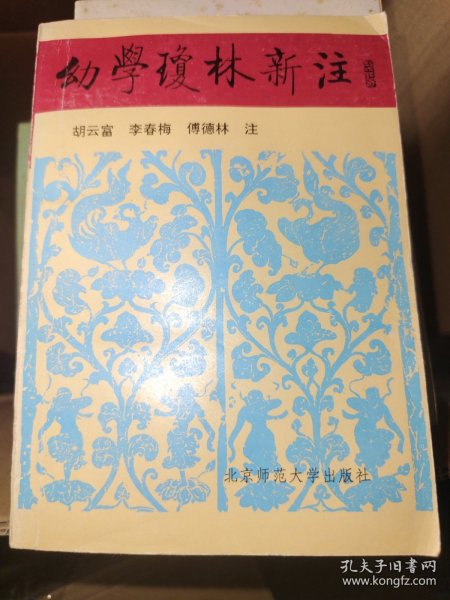 幼學瓊林新注
胡云富 李春梅 傅德林 注
北京师范大学出版社
孔夫子旧书网
www.kongfz.com